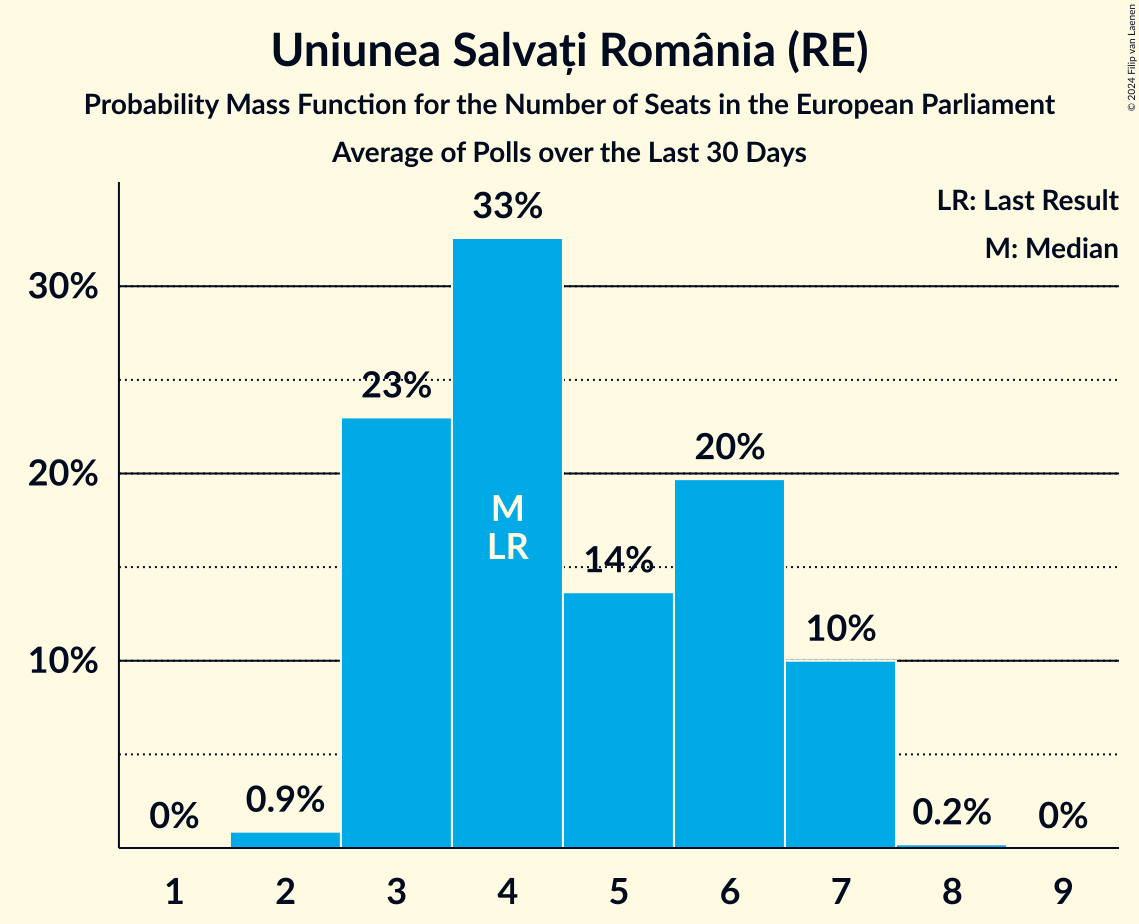 Uniunea Salvați România (RE)
Probability Mass Function for the Number of Seats in the European Parliament
Average of Polls over the Last 30 Days
© 2024 Filip van Laenen
LR: Last Result
M: Median
33%
30%
23%
20%
20%
M
LR
14%
10%
10%
0%
0.9%
0.2%
0%
1 2 3 4 5 6 7 8 9